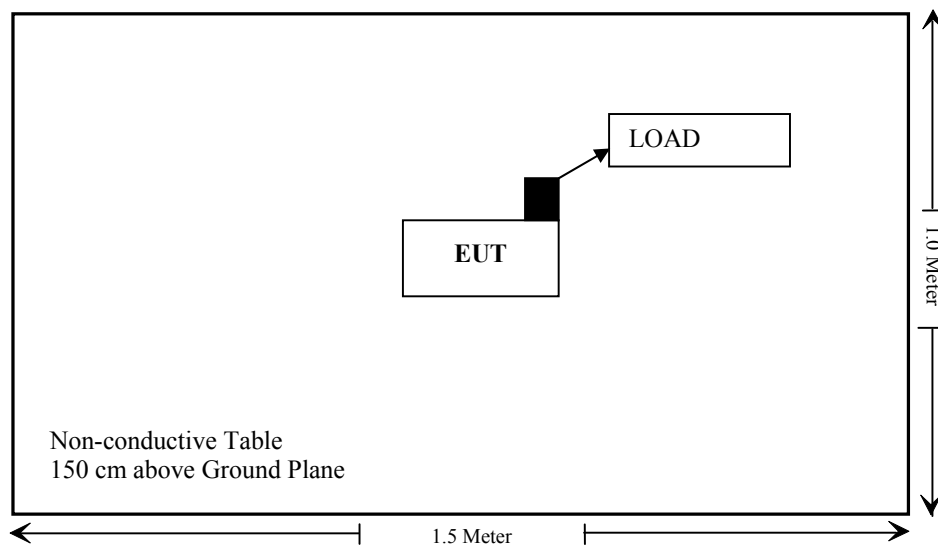 LOAD
EUT
1.0 Meter
Non-conductive Table
150 cm above Ground Plane
1.5 Meter